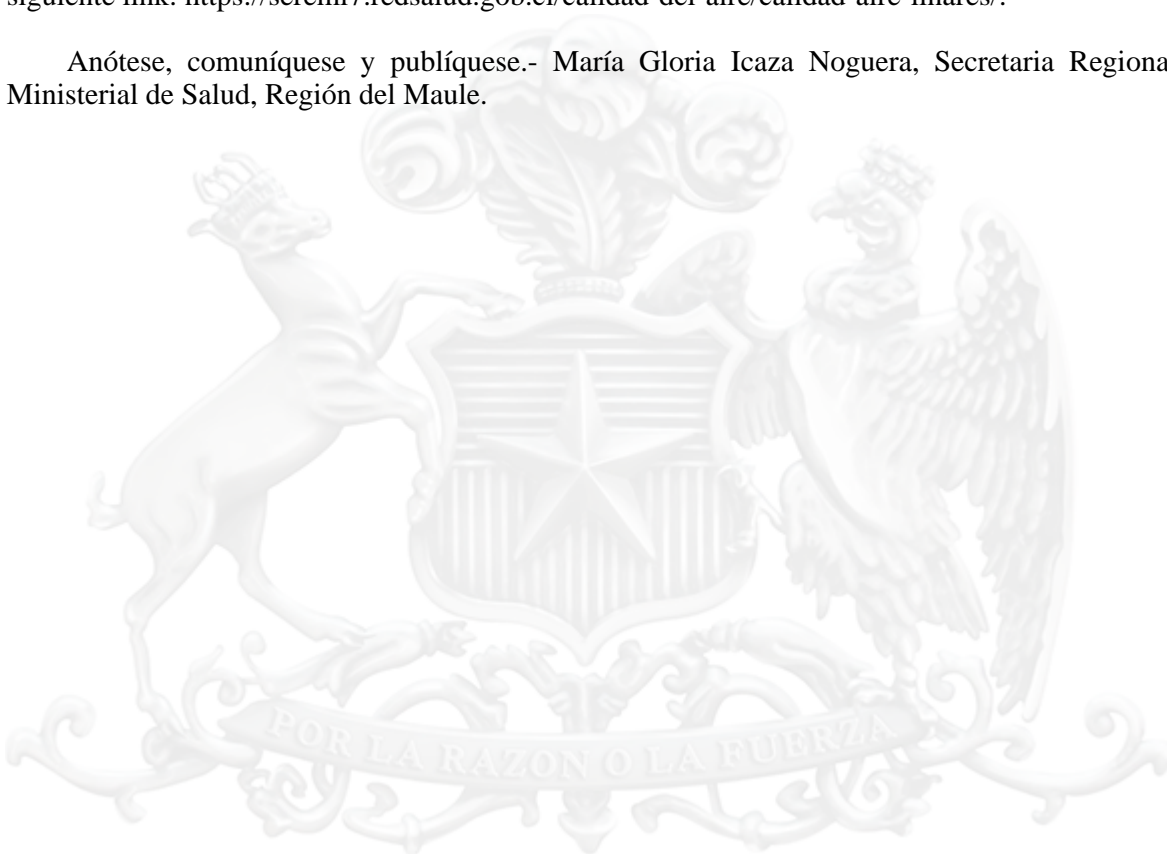 siguiente link: https://seremi7.redsalud.gob.cl/calidad-del-aire/calidad-aire-linares/.
Anótese, comuníquese y publíquese.- María Gloria Icaza Noguera, Secretaria Regiona
Ministerial de Salud, Región del Maule.
POR LA RAZON O LA FUERZA